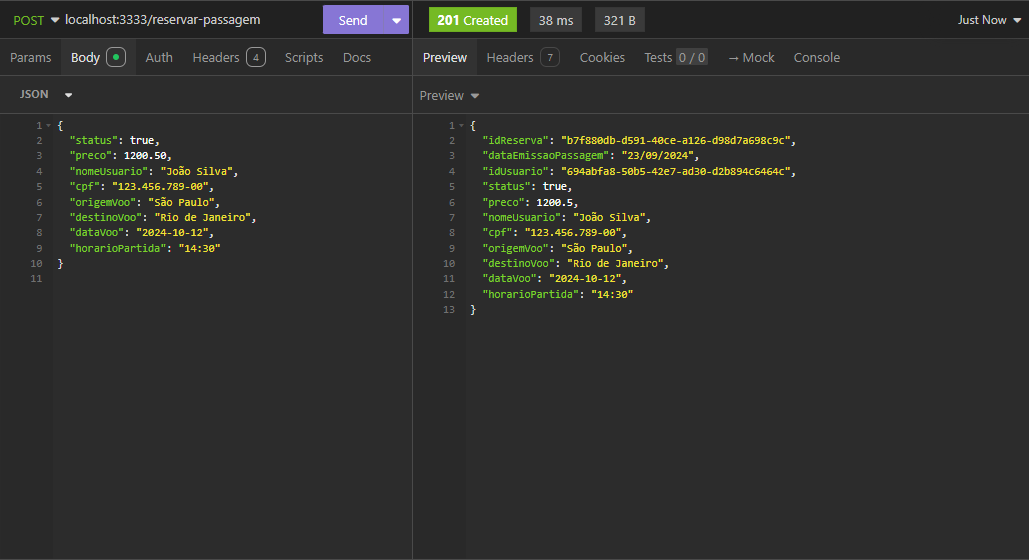 POST localhost:3333/reservar-passagem Send 201 Created 38 ms 321 B Just Now
Params Body Auth Headers 4 Scripts Docs
Preview Headers 7 Cookies Tests 0 / 0 → Mock Console
JSON
Preview
1 {
2 "status": true,
3 "preco": 1200.50,
4 "nomeUsuario": "João Silva",
5 "cpf": "123.456.789-00",
6 "origemVoo": "São Paulo",
7 "destinoVoo": "Rio de Janeiro",
8 "dataVoo": "2024-10-12",
9 "horarioPartida": "14:30"
10 }
11
1 {
2 "idReserva": "b7f880db-d591-40ce-a126-d98d7a698c9c",
3 "dataEmissaoPassagem": "23/09/2024",
4 "idUsuario": "694abfa8-50b5-42e7-ad30-d2b894c6464c",
5 "status": true,
6 "preco": 1200.5,
7 "nomeUsuario": "João Silva",
8 "cpf": "123.456.789-00",
9 "origemVoo": "São Paulo",
10 "destinoVoo": "Rio de Janeiro",
11 "dataVoo": "2024-10-12",
12 "horarioPartida": "14:30"
13 }